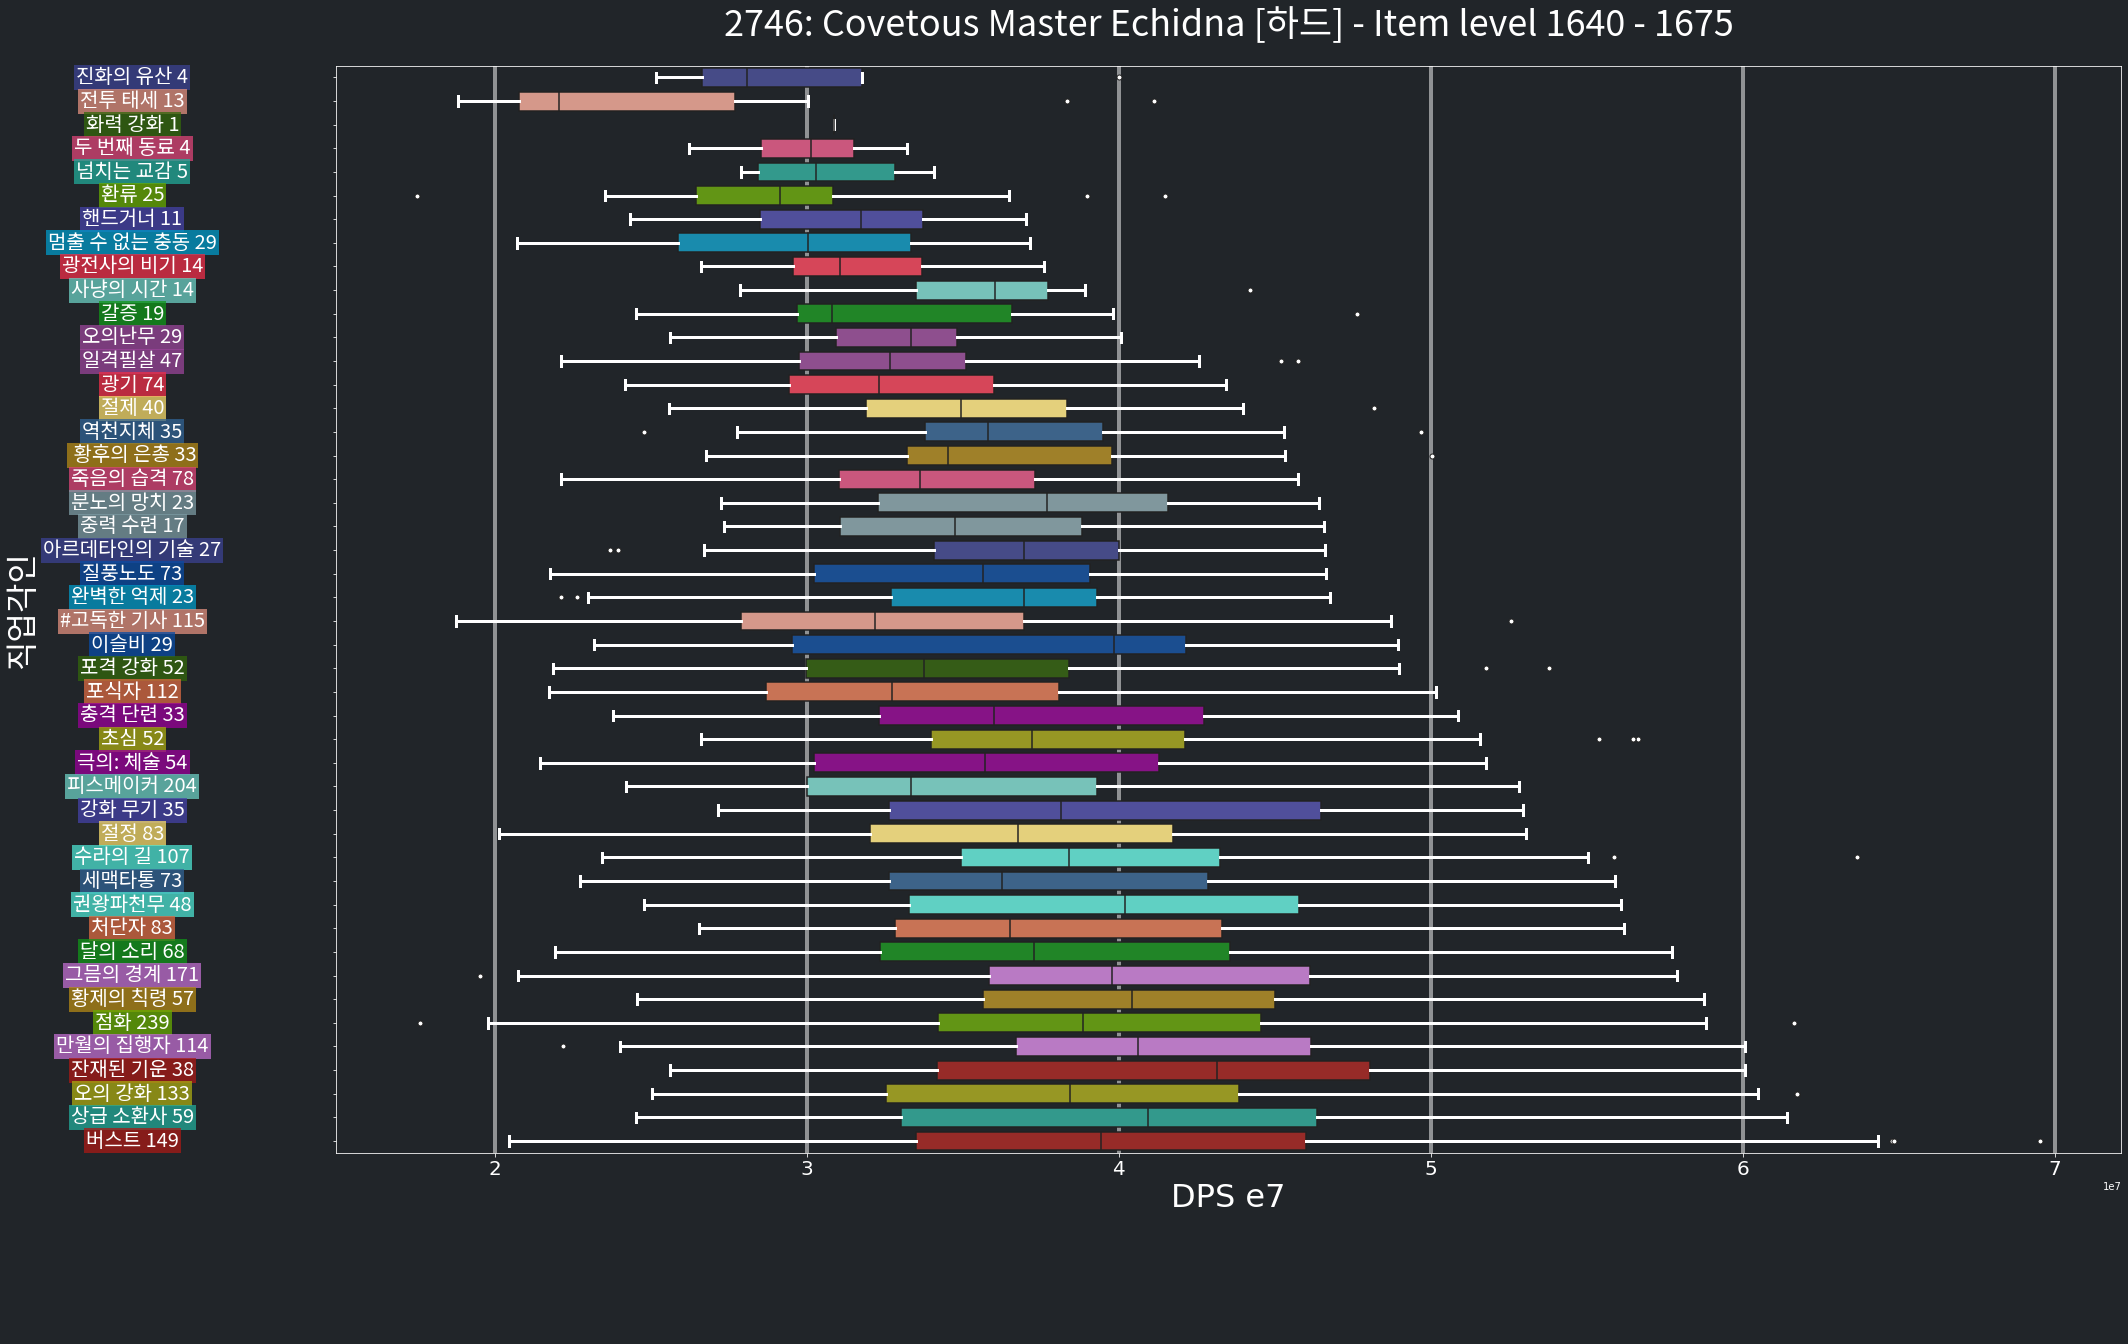 2746: Covetous Master Echidna [하드] - Item level 1640 - 1675
직업각인
진화의 유산 4
전투 태세 13
화력 강화 1
두 번째 동료 4
넘치는 교감 5
환류 25
핸드거너 11
멈출 수 없는 충동 29
광전사의 비기 14
사냥의 시간 14
갈증 19
오의난무 29
일격필살 47
광기 74
절제 40
역천지체 35
황후의 은총 33
죽음의 습격 78
분노의 망치 23
중력 수련 17
아르데타인의 기술 27
질풍노도 73
완벽한 억제 23
#고독한 기사 115
이슬비 29
포격 강화 52
포식자 112
충격 단련 33
초심 52
극의: 체술 54
피스메이커 204
강화 무기 35
절정 83
수라의 길 107
세맥타통 73
권왕파천무 48
처단자 83
달의 소리 68
그믐의 경계 171
황제의 칙령 57
점화 239
만월의 집행자 114
잔재된 기운 38
오의 강화 133
상급 소환사 59
버스트 149
2 3 4 5 6 7
1e7
DPS e7